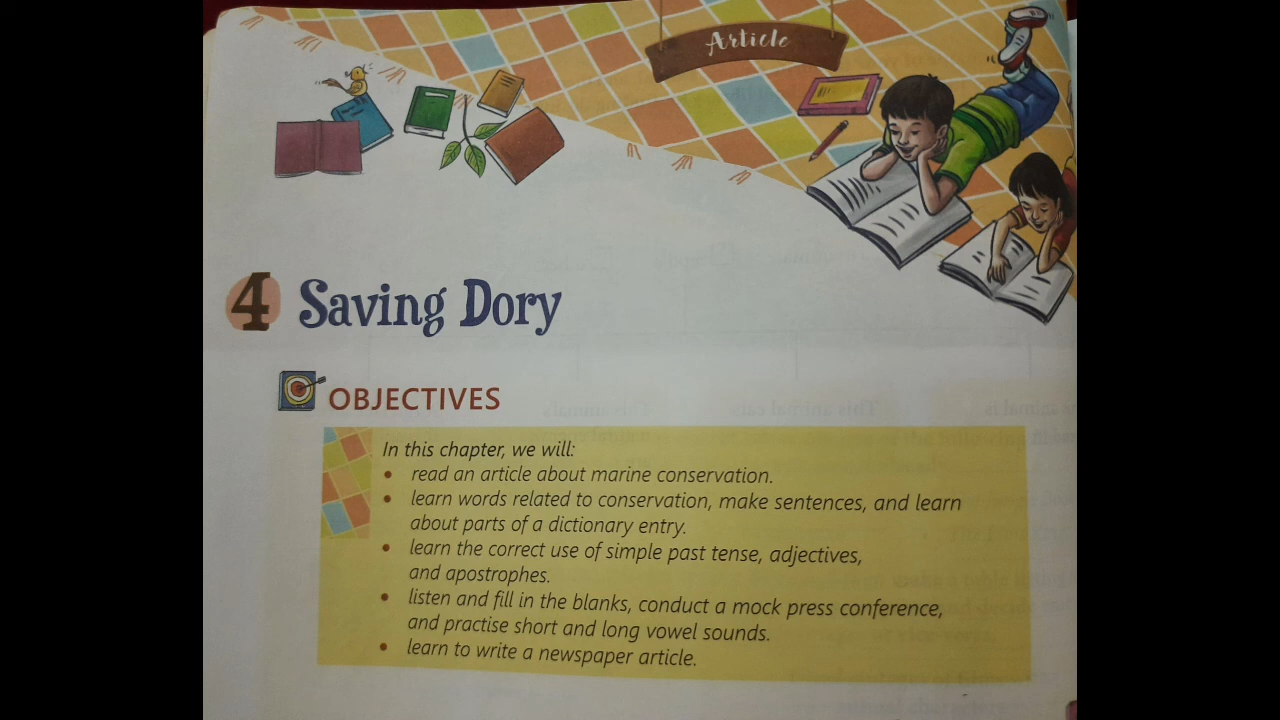 Article
4 Saving Dory
OBJECTIVES
In this chapter, we will:
• read an article about marine conservation.
• learn words related to conservation, make sentences, and learn
about parts of a dictionary entry.
• learn the correct use of simple past tense, adjectives,
and apostrophes.
• listen and fill in the blanks, conduct a mock press conference,
and practise short and long vowel sounds.
• learn to write a newspaper article.